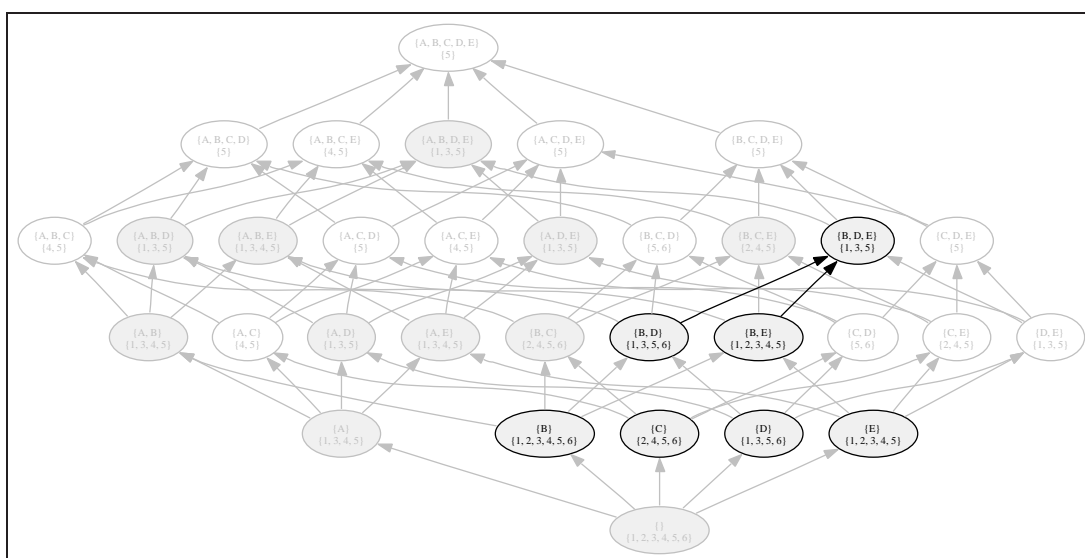 {A, B, C, D, E}
{5}
{A, B, C, D}
{5}
{A, B, C, E}
{4, 5}
{A, B, D, E}
{1, 3, 5}
{A, C, D, E}
{5}
{B, C, D, E}
{5}
{A, B, C}
{4, 5}
{A, B, D}
{1, 3, 5}
{A, B, E}
{1, 3, 4, 5}
{A, C, D}
{5}
{A, C, E}
{4, 5}
{A, D, E}
{1, 3, 5}
{B, C, D}
{5, 6}
{B, C, E}
{2, 4, 5}
{B, D, E}
{1, 3, 5}
{C, D, E}
{5}
{A, B}
{1, 3, 4, 5}
{A, C}
{4, 5}
{A, D}
{1, 3, 5}
{A, E}
{1, 3, 4, 5}
{B, C}
{2, 4, 5, 6}
{B, D}
{1, 3, 5, 6}
{B, E}
{1, 2, 3, 4, 5}
{C, D}
{5, 6}
{C, E}
{2, 4, 5}
{D, E}
{1, 3, 5}
{A}
{1, 3, 4, 5}
{B}
{1, 2, 3, 4, 5, 6}
{C}
{2, 4, 5, 6}
{D}
{1, 3, 5, 6}
{E}
{1, 2, 3, 4, 5}
{}
{1, 2, 3, 4, 5, 6}